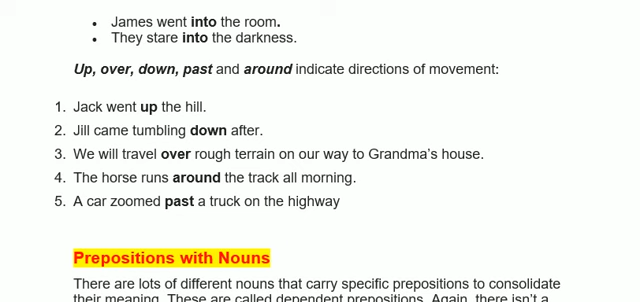 • James went into the room.
• They stare into the darkness.
Up, over, down, past and around indicate directions of movement:
1. Jack went up the hill.
2. Jill came tumbling down after.
3. We will travel over rough terrain on our way to Grandma’s house.
4. The horse runs around the track all morning.
5. A car zoomed past a truck on the highway
Prepositions with Nouns
There are lots of different nouns that carry specific prepositions to consolidate
their meaning. These are called dependent prepositions. Again, there isn’t a